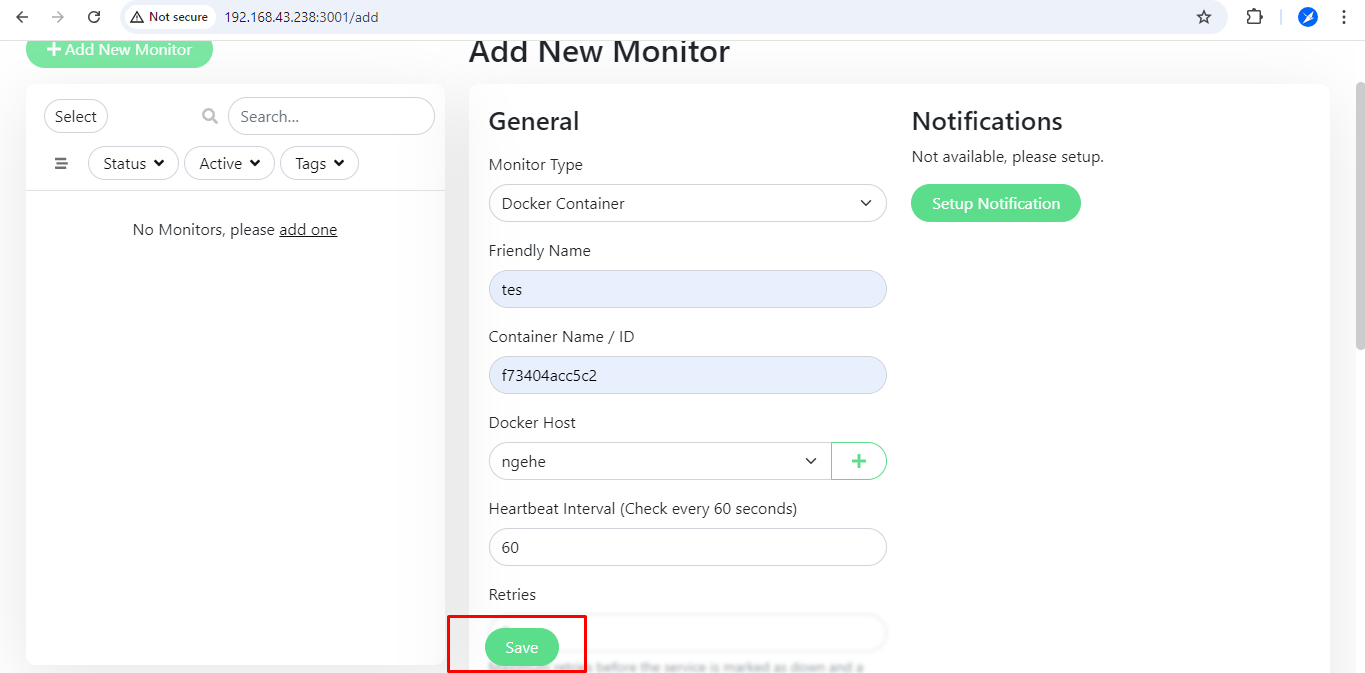 Not secure 192.168.43.238:3001/add
Add New Monitor
Select
Search...
Status
Active
Tags
No Monitors, please add one
Add New Monitor
General
Monitor Type
Docker Container
Friendly Name
tes
Container Name / ID
f73404acc5c2
Docker Host
ngehe
Heartbeat Interval (Check every 60 seconds)
60
Retries
Save
retries before the service is marked as down and a
Notifications
Not available, please setup.
Setup Notification